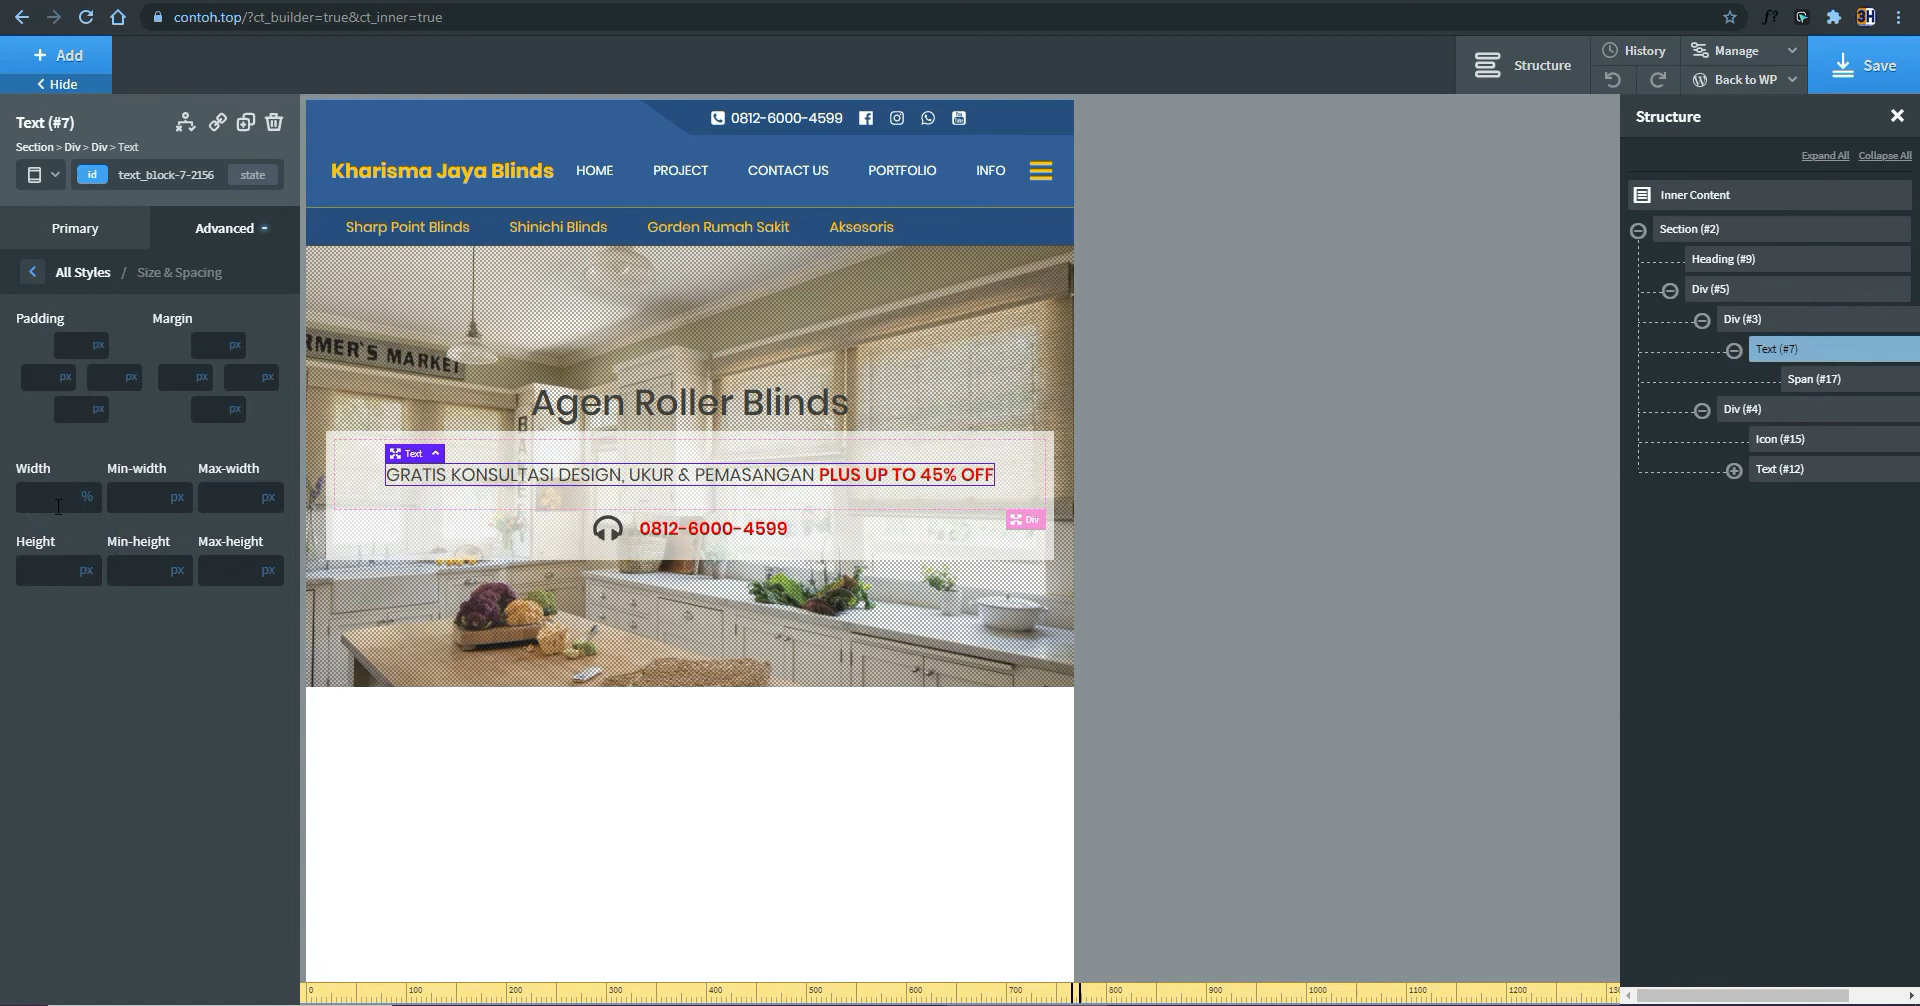 contoh.top/?ct_builder=true&ct_inner=true
f?
3H
+ Add
Hide
Structure
History
Manage
Back to WP
Save
Text (#7)
Section > Div > Div > Text
id text_block-7-2156 state
Primary
Advanced
All Styles / Size & Spacing
Padding
Margin
px
px
px px
px px
px
px
Width
Min-width
Max-width
%
px
px
Height
Min-height
Max-height
px
px
px
0812-6000-4599
Kharisma Jaya Blinds
HOME
PROJECT
CONTACT US
PORTFOLIO
INFO
Sharp Point Blinds
Shinichi Blinds
Gorden Rumah Sakit
Aksesoris
RMER'S MARKET
Agen Roller Blinds
Text
GRATIS KONSULTASI DESIGN, UKUR & PEMASANGAN PLUS UP TO 45% OFF
Div
0812-6000-4599
0 100 200 300 400 500 600 700 800 900 1000 1100 1200
Structure
Expand All
Collapse All
Inner Content
Section (#2)
Heading (#9)
Div (#5)
Div (#3)
Text (#7)
Span (#17)
Div (#4)
Icon (#15)
Text (#12)